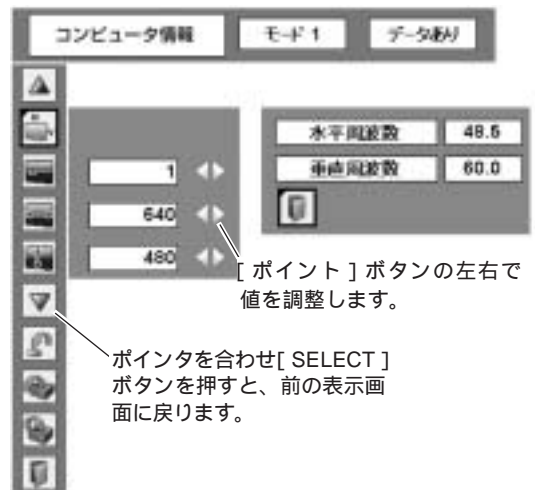 コンピュータ情報 モード 1 データあり
水平周波数 48.5
垂直周波数 60.0
1
640
480
[ ポイント ] ボタンの左右で
値を調整します。
ポインタを合わせ[ SELECT ]
ボタンを押すと、前の表示画
面に戻ります。